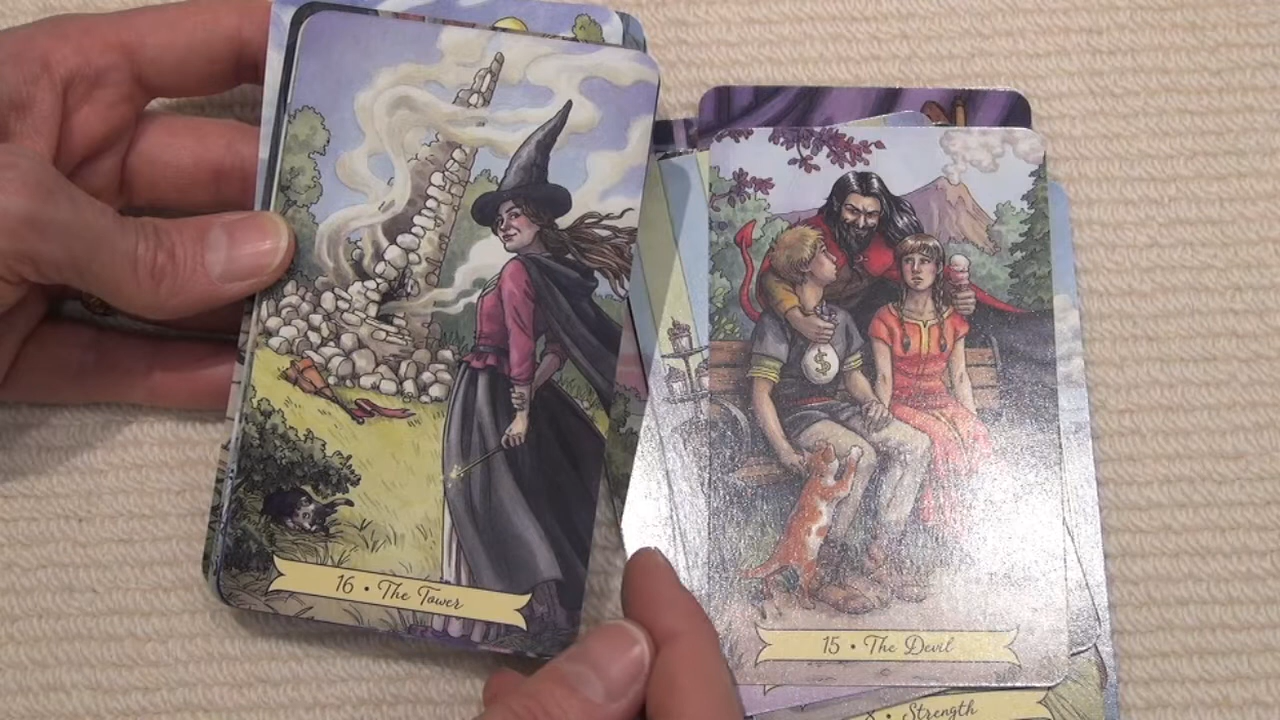 16 • The Tower
$
15 • The Devil
• Strength